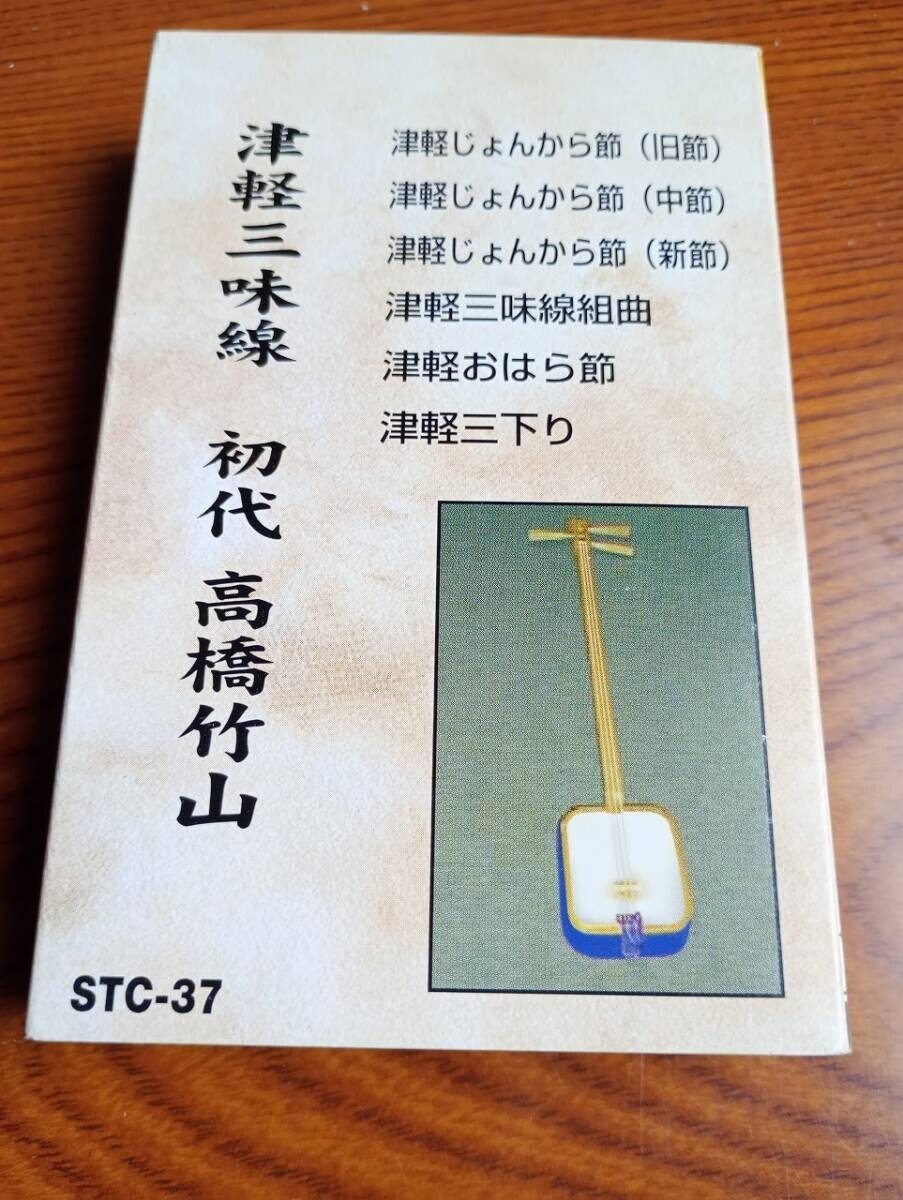 津軽三味線 初代 高橋竹山
津軽じょんから節（旧節）
津軽じょんから節（中節）
津軽じょんから節（新節）
津軽三味線組曲
津軽おはら節
津軽三下り
STC-37